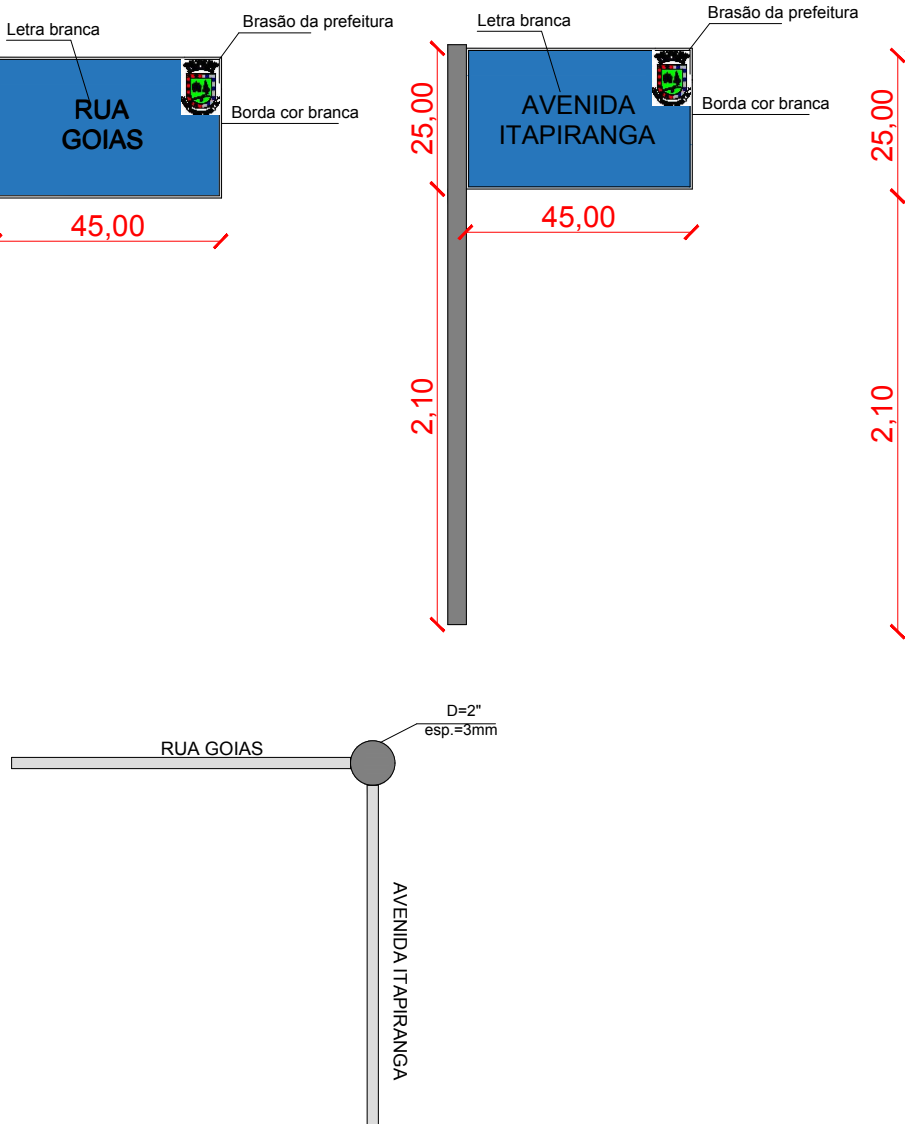 Letra branca
Brasão da prefeitura
RUA
GOIAS
Borda cor branca
45,00
Letra branca
Brasão da prefeitura
AVENIDA
ITAPIRANGA
Borda cor branca
25,00
45,00
2,10
25,00
2,10
D=2"
esp.=3mm
RUA GOIAS
AVENIDA ITAPIRANGA